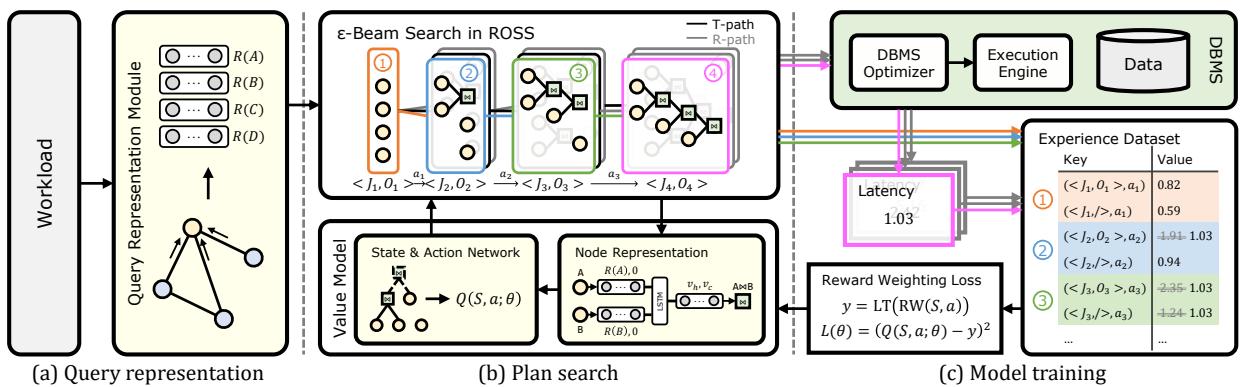 Workload
Query Representation Module
··· R(A)
··· R(B)
··· R(C)
··· R(D)
(a) Query representation
ε-Beam Search in ROSS
T-path
R-path
1
2
3
4
⋈
⋈
⋈
⋈
⋈
⋈
< J₁, O₁ > a₁→ < J₂, O₂ > a₂→ < J₃, O₃ > a₃→ < J₄, O₄ >
Value Model
State & Action Network
⋈
⋈
Q(S, a; θ)
Node Representation
A R(A), 0
···
B R(B), 0
···
LSTM
vₕ, v_c
···
A⋈B
⋈
(b) Plan search
DBMS
DBMS
Optimizer
Execution
Engine
Data
Latency
1.03
Experience Dataset
Key Value
1
(< J₁, O₁ >, a₁) 0.82
(< J₁,/>, a₁) 0.59
2
(< J₂, O₂ >, a₂) 1.91 1.03
(< J₂,/>, a₂) 0.94
3
(< J₃, O₃ >, a₃) 2.35 1.03
(< J₃,/>, a₃) 1.24 1.03
... ...
Reward Weighting Loss
y = LT(RW(S, a))
L(θ) = (Q(S, a; θ) − y)²
(c) Model training